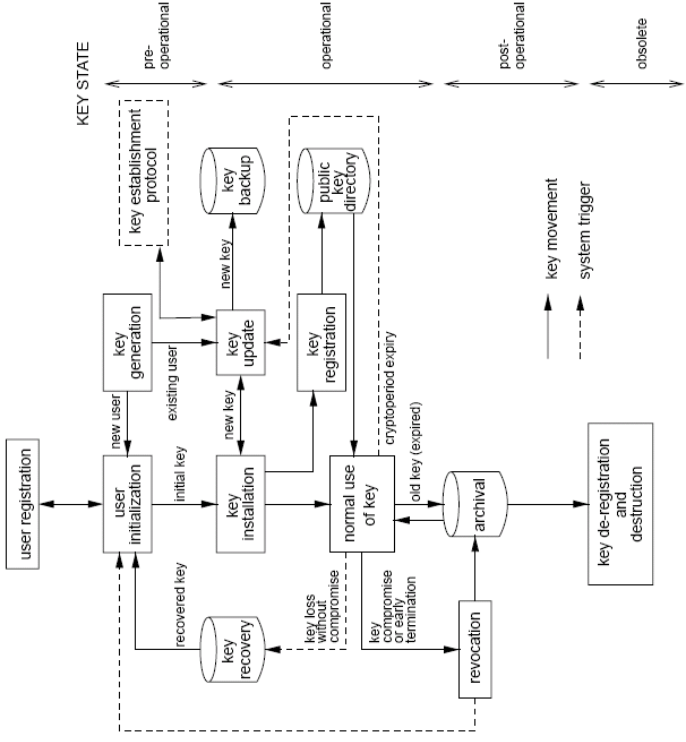 KEY STATE
pre-
operational
operational
post-
operational
obsolete
user registration
user
initialization
new user
key
generation
key establishment
protocol
existing user
initial key
recovered key
key
recovery
key
installation
new key
key
update
new key
key
backup
key
registration
public
key
directory
key loss
without
compromise
normal use
of key
cryptoperiod expiry
key
compromise
or early
termination
old key (expired)
revocation
archival
key de-registration
and
destruction
key movement
system trigger